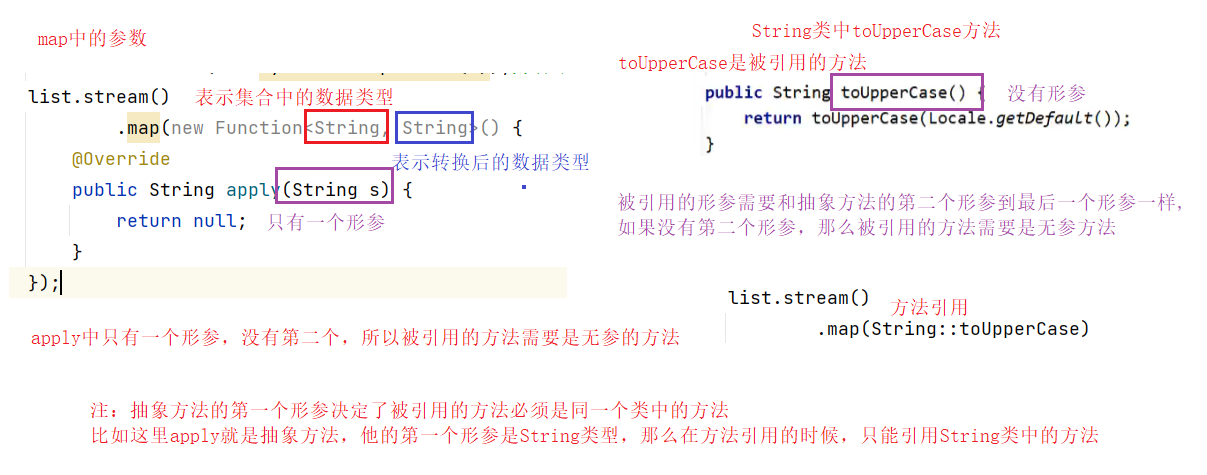 map中的参数
list.stream() 表示集合中的数据类型
.map(new Function<String, String>() {
@Override
表示转换后的数据类型
public String apply(String s) {
return null; 只有一个形参
}
});
apply中只有一个形参，没有第二个，所以被引用的方法需要是无参的方法
String类中toUpperCase方法
toUpperCase是被引用的方法
public String toUpperCase() { 没有形参
return toUpperCase(Locale.getDefault());
}
被引用的形参需要和抽象方法的第二个形参到最后一个形参一样，
如果没有第二个形参，那么被引用的方法需要是无参方法
list.stream() 方法引用
.map(String::toUpperCase)
注：抽象方法的第一个形参决定了被引用的方法必须是同一个类中的方法
比如这里apply就是抽象方法，他的第一个形参是String类型，那么在方法引用的时候，只能引用String类中的方法